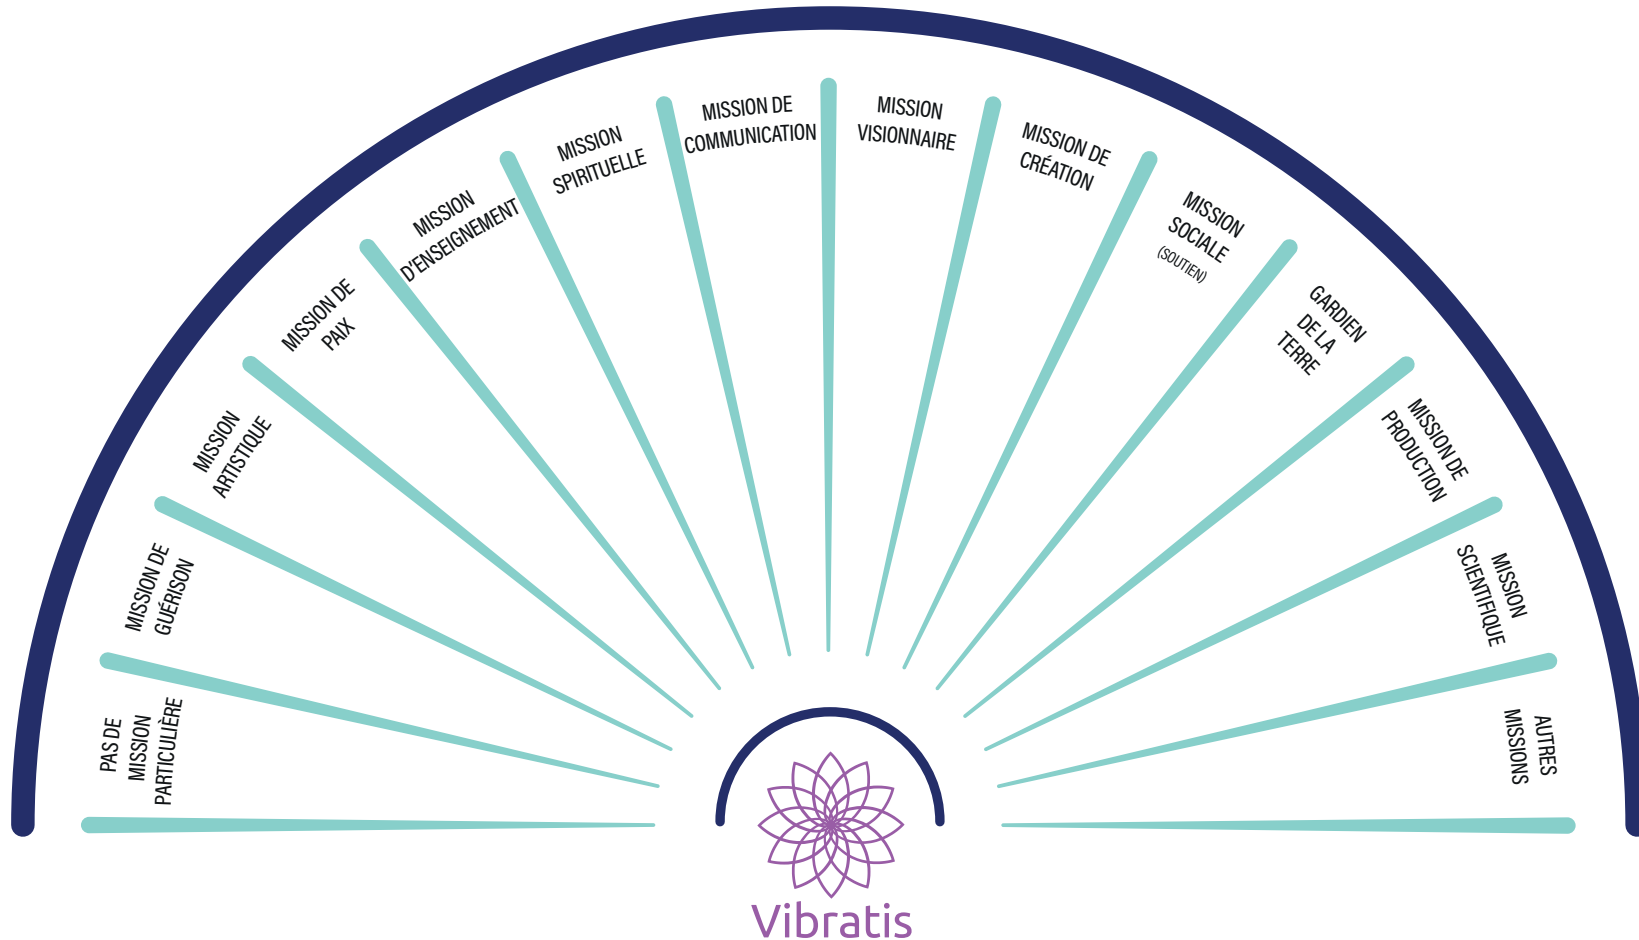 PAS DE
MISSION
PARTICULIÈRE
MISSION DE
GUÉRISON
MISSION
ARTISTIQUE
MISSION DE
PAIX
MISSION
D'ENSEIGNEMENT
MISSION
SPIRITUELLE
MISSION DE
COMMUNICATION
MISSION
VISIONNAIRE
MISSION DE
CRÉATION
MISSION
SOCIALE
(SOUTIEN)
GARDIEN
DE LA
TERRE
MISSION DE
PRODUCTION
MISSION
SCIENTIFIQUE
AUTRES
MISSIONS
Vibratis